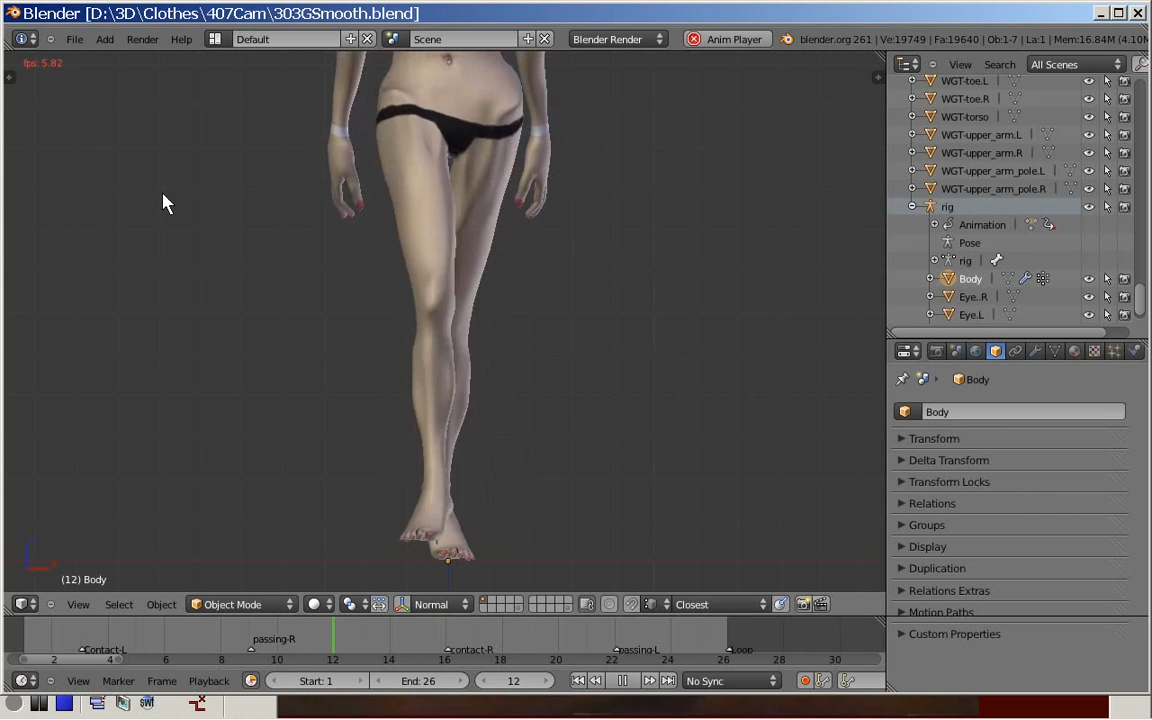 Blender [D:\3D\Clothes\407Cam\303GSmooth.blend]
File Add Render Help Default Scene Blender Render Anim Player blender.org 261 | Ve:19749 | Fa:19640 | Ob:1-7 | La:1 | Mem:16.84M (4.10M
fps: 5.82
View Search All Scenes
WGT-toe.L
WGT-toe.R
WGT-torso
WGT-upper_arm.L
WGT-upper_arm.R
WGT-upper_arm_pole.L
WGT-upper_arm_pole.R
rig
Animation
Pose
rig
Body
Eye..R
Eye.L
Body
Body
Transform
Delta Transform
Transform Locks
Relations
Groups
Display
Duplication
Relations Extras
Motion Paths
Custom Properties
(12) Body
View Select Object Object Mode Normal Closest
Contact-L passing-R contact-R passing-L Loop
2 4 6 8 10 12 14 16 18 20 22 24 26 28 30
View Marker Frame Playback Start: 1 End: 26 12 No Sync
swf